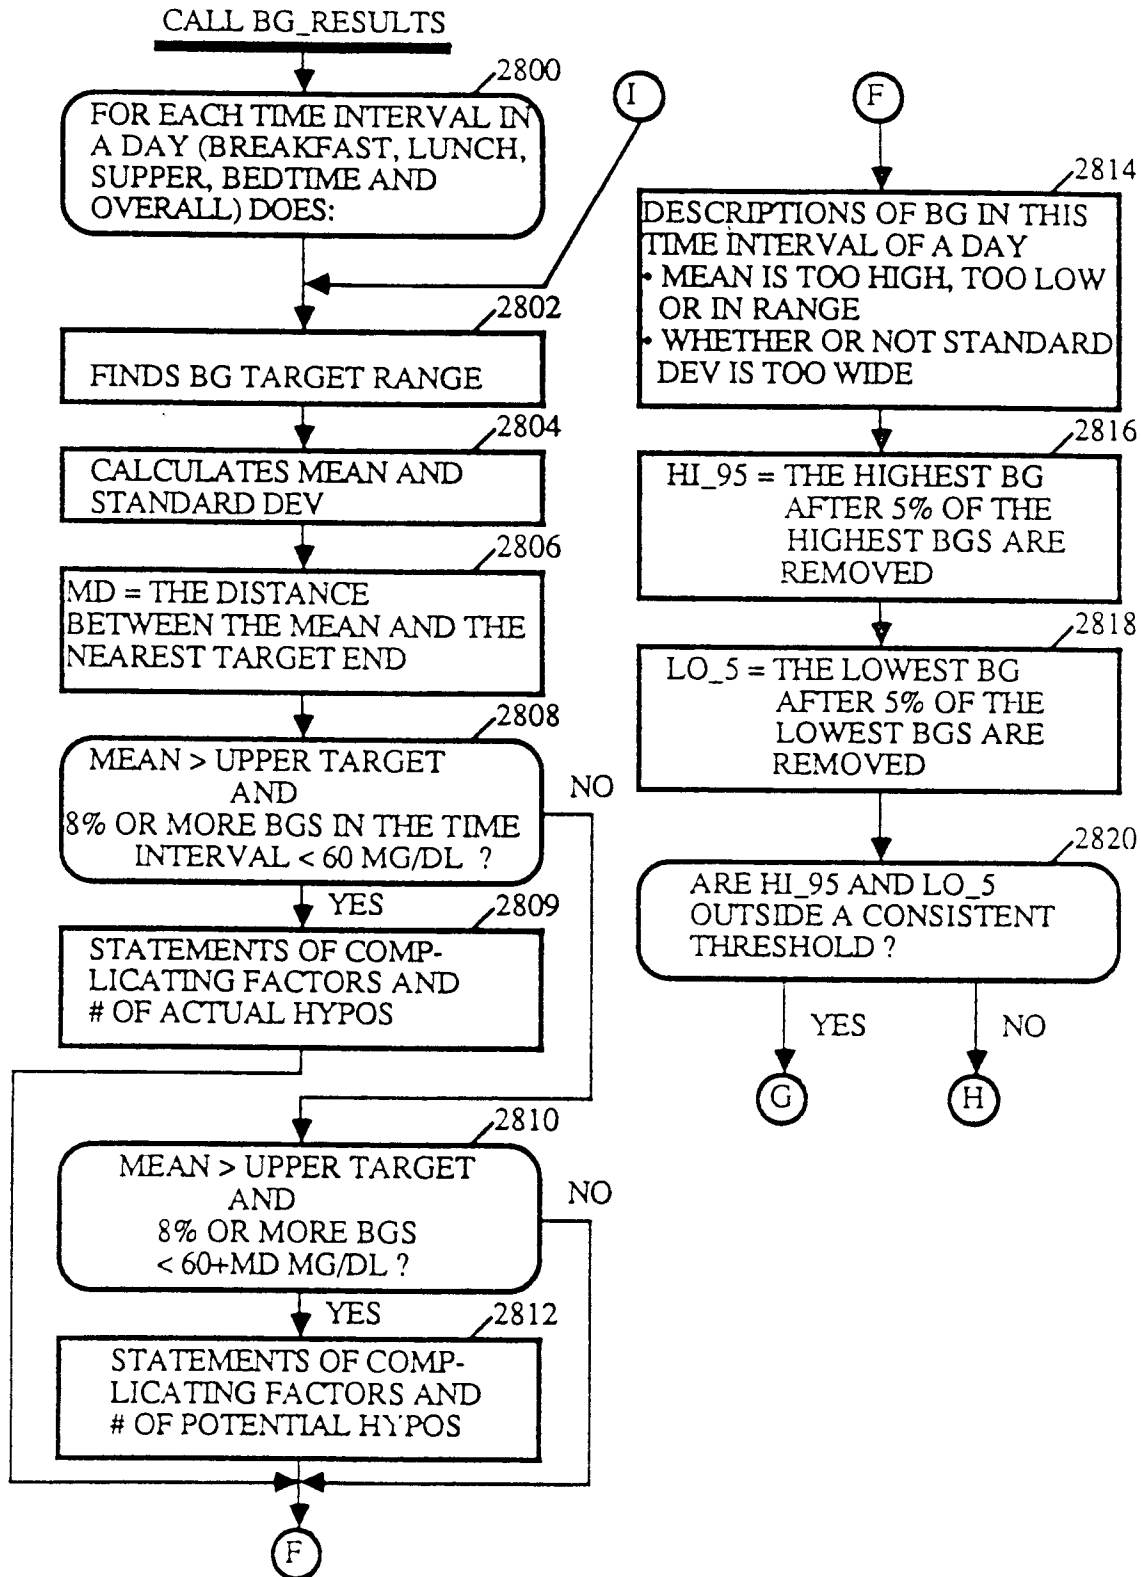 CALL BG_RESULTS
2800
FOR EACH TIME INTERVAL IN
A DAY (BREAKFAST, LUNCH,
SUPPER, BEDTIME AND
OVERALL) DOES:
I
2802
FINDS BG TARGET RANGE
2804
CALCULATES MEAN AND
STANDARD DEV
2806
MD = THE DISTANCE
BETWEEN THE MEAN AND THE
NEAREST TARGET END
2808
MEAN > UPPER TARGET
AND
8% OR MORE BGS IN THE TIME
INTERVAL < 60 MG/DL ?
NO
YES
2809
STATEMENTS OF COMP-
LICATING FACTORS AND
# OF ACTUAL HYPOS
2810
MEAN > UPPER TARGET
AND
8% OR MORE BGS
< 60+MD MG/DL ?
NO
YES
2812
STATEMENTS OF COMP-
LICATING FACTORS AND
# OF POTENTIAL HYPOS
F
F
2814
DESCRIPTIONS OF BG IN THIS
TIME INTERVAL OF A DAY
• MEAN IS TOO HIGH, TOO LOW
OR IN RANGE
• WHETHER OR NOT STANDARD
DEV IS TOO WIDE
2816
HI_95 = THE HIGHEST BG
AFTER 5% OF THE
HIGHEST BGS ARE
REMOVED
2818
LO_5 = THE LOWEST BG
AFTER 5% OF THE
LOWEST BGS ARE
REMOVED
2820
ARE HI_95 AND LO_5
OUTSIDE A CONSISTENT
THRESHOLD ?
YES
NO
G
H